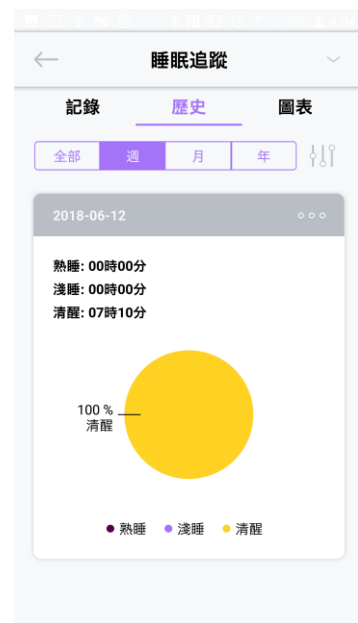 睡眠追蹤
記錄 歷史 圖表
全部 週 月 年
2018-06-12
熟睡: 00時00分
淺睡: 00時00分
清醒: 07時10分
100 %
清醒
熟睡 淺睡 清醒